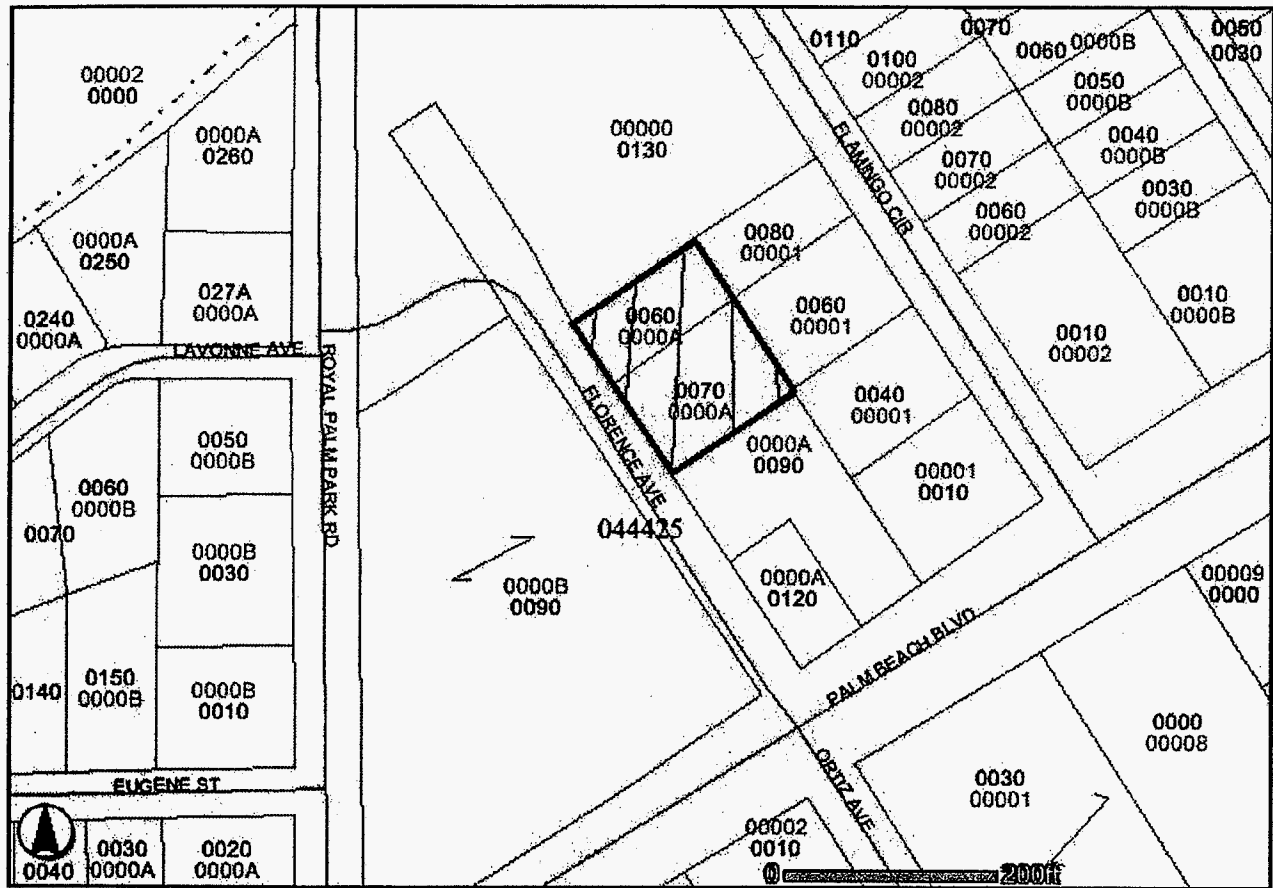 00002
0000
0000A
0260
0000A
0250
027A
0000A
0240
0000A
LAVONNE AVE
ROYAL PALM PARK RD
0050
0000B
0060
0000B
0070
0000B
0030
0140
0150
0000B
0000B
0010
EUGENE ST
0040
0030
0000A
0020
0000A
00000
0130
0110
0100
00002
0080
00002
0070
00002
0060
00002
FLAMINGO CIR
0070
0060
0000B
0050
0000B
0040
0000B
0030
0000B
0050
0030
0010
0000B
0010
00002
0080
00001
0060
00001
0040
00001
00001
0010
0060
0000A
0070
0000A
0000A
0090
FLORENCE AVE
044425
0000B
0090
0000A
0120
PALM BEACH BLVD
ORTIZ AVE
00009
0000
0000
00008
0030
00001
00002
0010
0
200ft